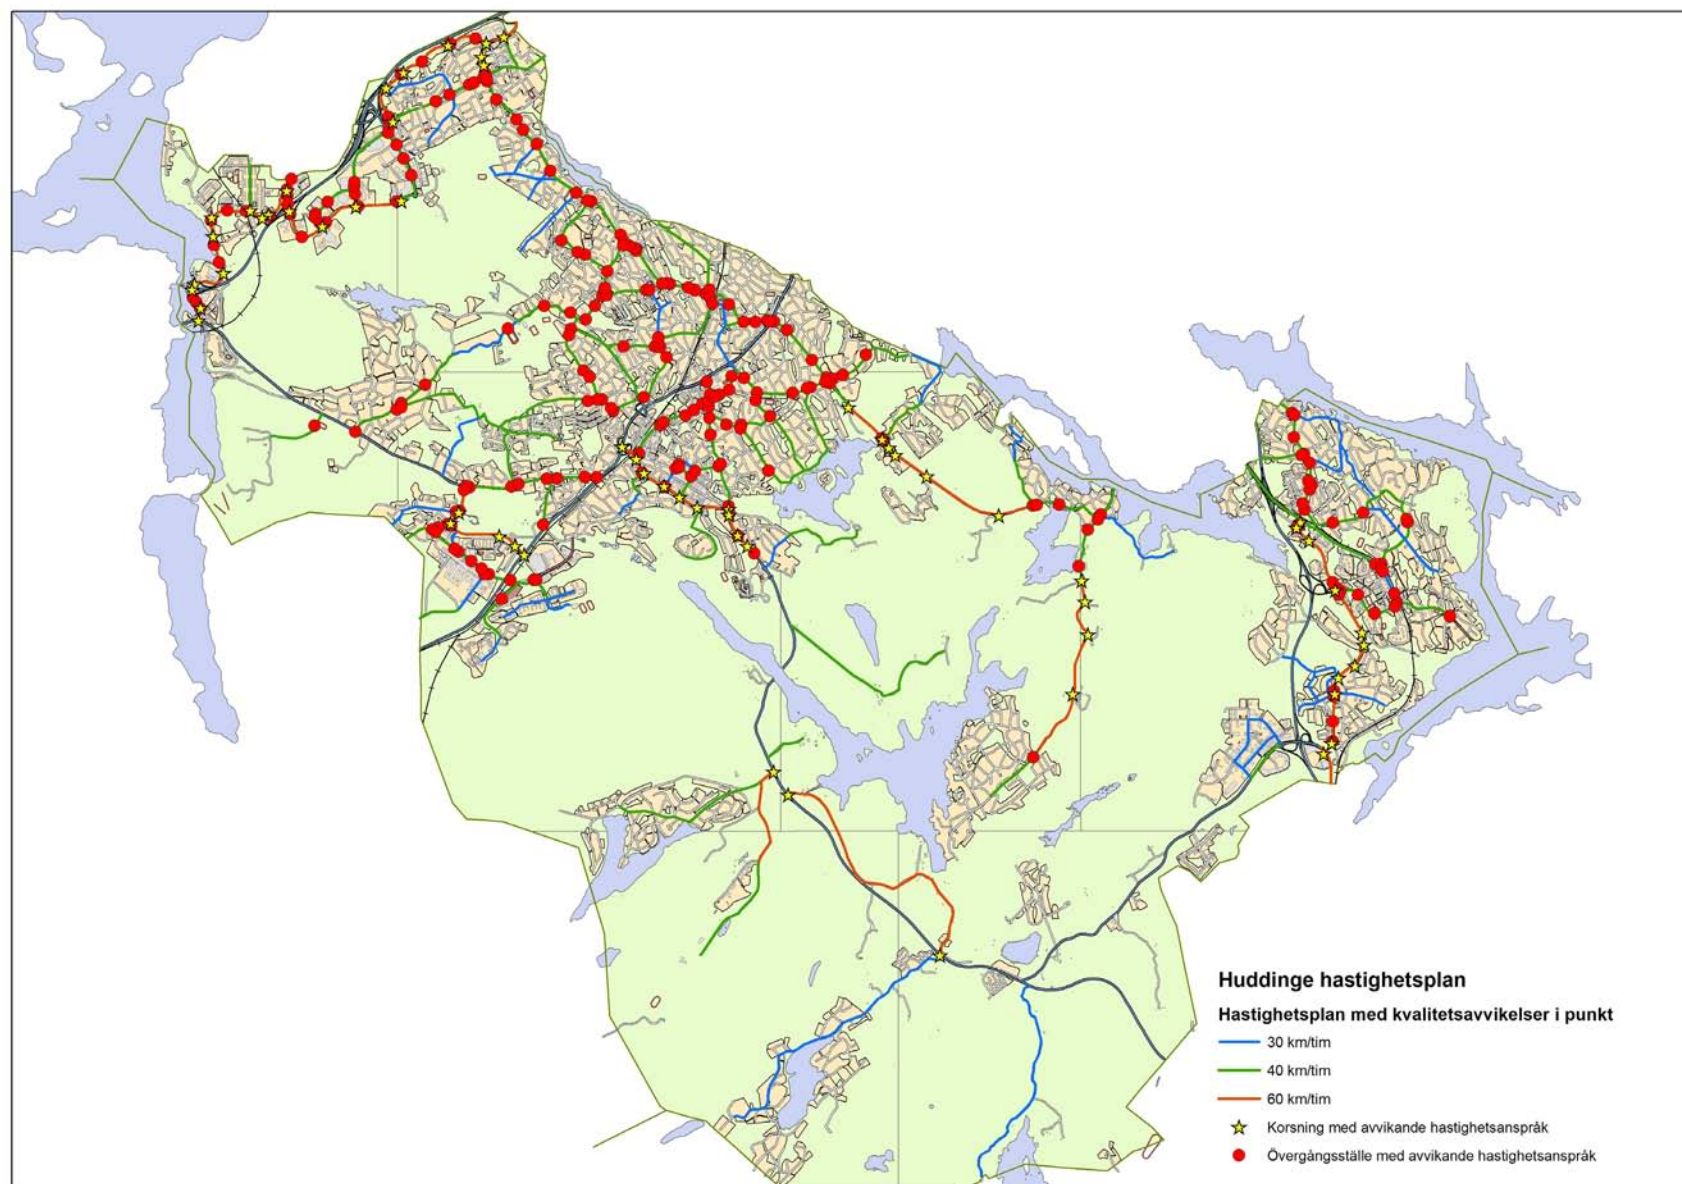 Huddinge hastighetsplan
Hastighetsplan med kvalitetsavvikelser i punkt
30 km/tim
40 km/tim
60 km/tim
Korsning med avvikande hastighetsanspråk
Övergångsställe med avvikande hastighetsanspråk